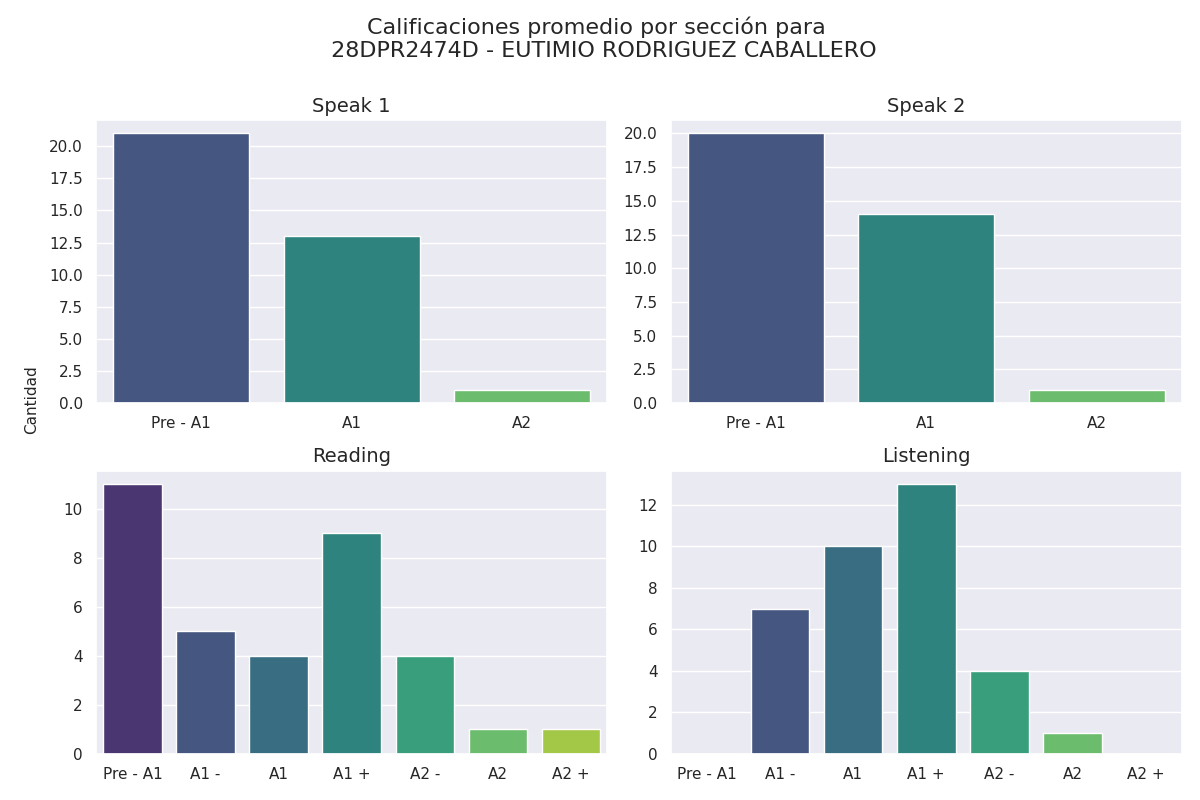 Calificaciones promedio por sección para
28DPR2474D - EUTIMIO RODRIGUEZ CABALLERO
Speak 1
20.0
17.5
15.0
12.5
10.0
7.5
5.0
2.5
0.0
Pre - A1 A1 A2
Speak 2
20.0
17.5
15.0
12.5
10.0
7.5
5.0
2.5
0.0
Pre - A1 A1 A2
Cantidad
Reading
10
8
6
4
2
0
Pre - A1 A1 - A1 A1 + A2 - A2 A2 +
Listening
12
10
8
6
4
2
0
Pre - A1 A1 - A1 A1 + A2 - A2 A2 +